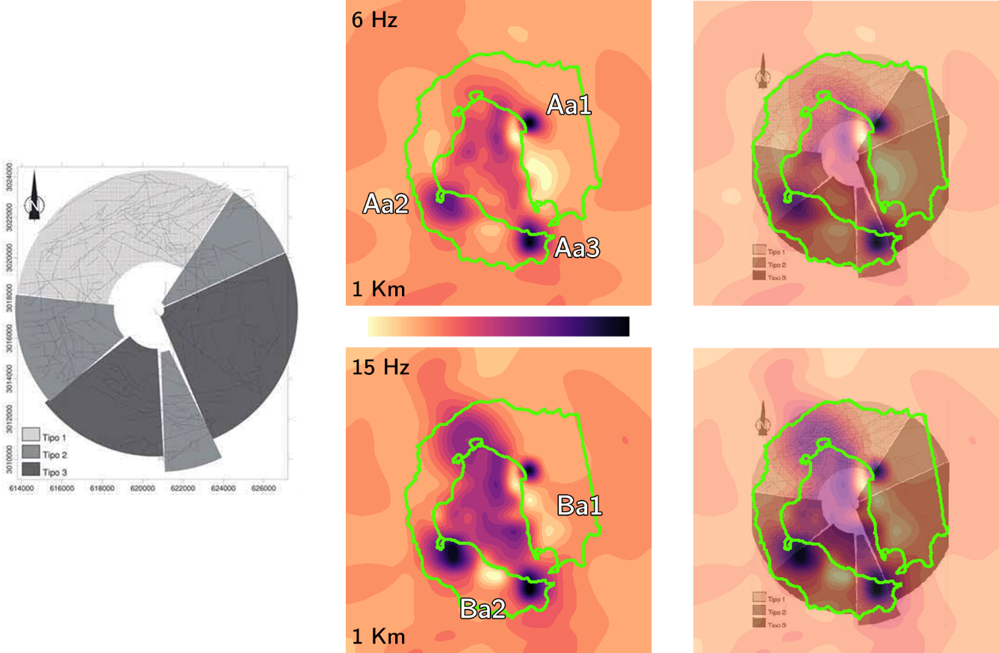 6 Hz
Aa1
Aa2
Aa3
1 Km
N
Tipo 1
Tipo 2
Tipo 3
N
3024000
3022000
3020000
3018000
3016000
3014000
3012000
3010000
Tipo 1
Tipo 2
Tipo 3
614000 616000 618000 620000 622000 624000 626000
15 Hz
Ba1
Ba2
1 Km
N
Tipo 1
Tipo 2
Tipo 3